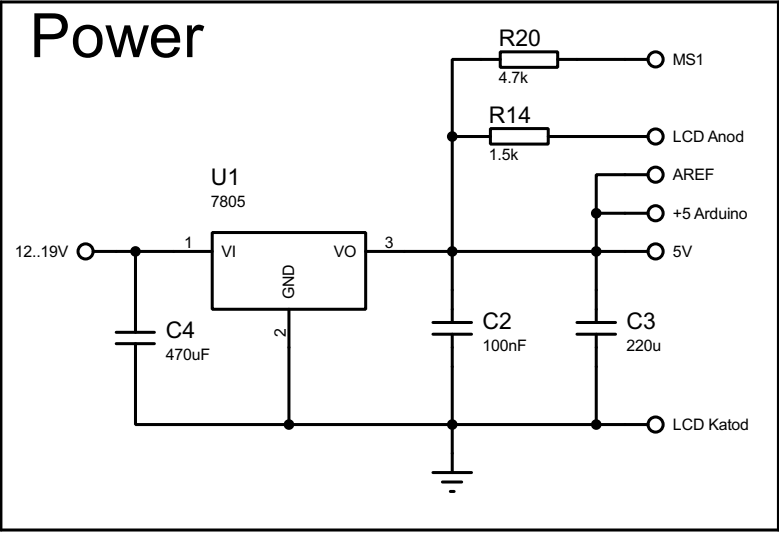 Power
R20
4.7k
MS1
R14
1.5k
LCD Anod
AREF
U1
7805
+5 Arduino
12..19V
1
VI
VO
3
5V
GND
2
C4
470uF
C2
100nF
C3
220u
LCD Katod